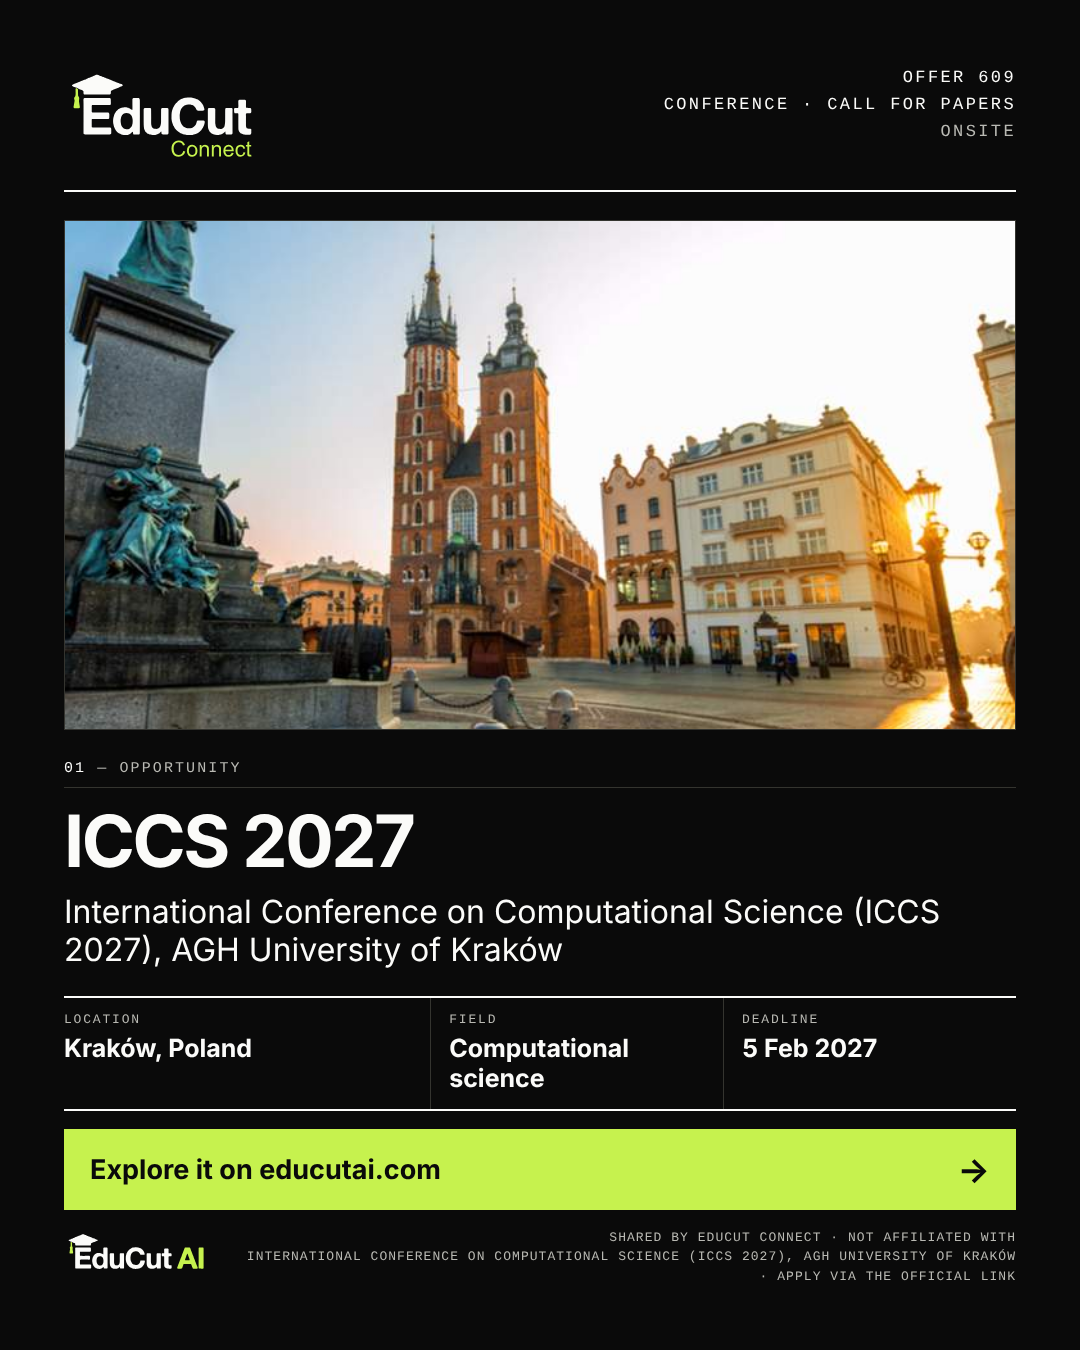 EduCut
Connect
OFFER 609
CONFERENCE · CALL FOR PAPERS
ONSITE
01 — OPPORTUNITY
ICCS 2027
International Conference on Computational Science (ICCS
2027), AGH University of Kraków
LOCATION
Kraków, Poland
FIELD
Computational
science
DEADLINE
5 Feb 2027
Explore it on educutai.com →
EduCut AI
SHARED BY EDUCUT CONNECT · NOT AFFILIATED WITH
INTERNATIONAL CONFERENCE ON COMPUTATIONAL SCIENCE (ICCS 2027), AGH UNIVERSITY OF KRAKÓW
· APPLY VIA THE OFFICIAL LINK